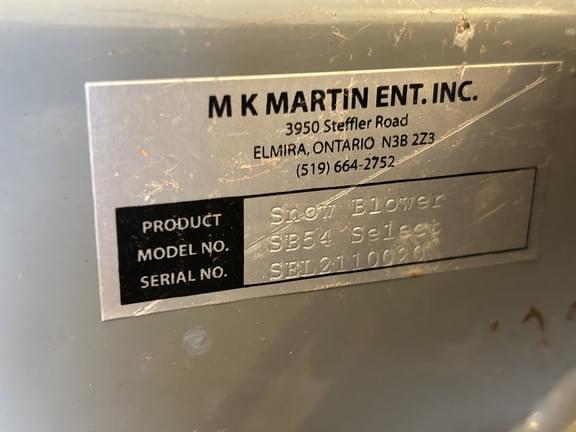 M K MARTIN ENT. INC.
3950 Steffler Road
ELMIRA, ONTARIO N3B 2Z3
(519) 664-2752
PRODUCT Snow Blower
MODEL NO. SB54 Select
SERIAL NO. SEL2110020